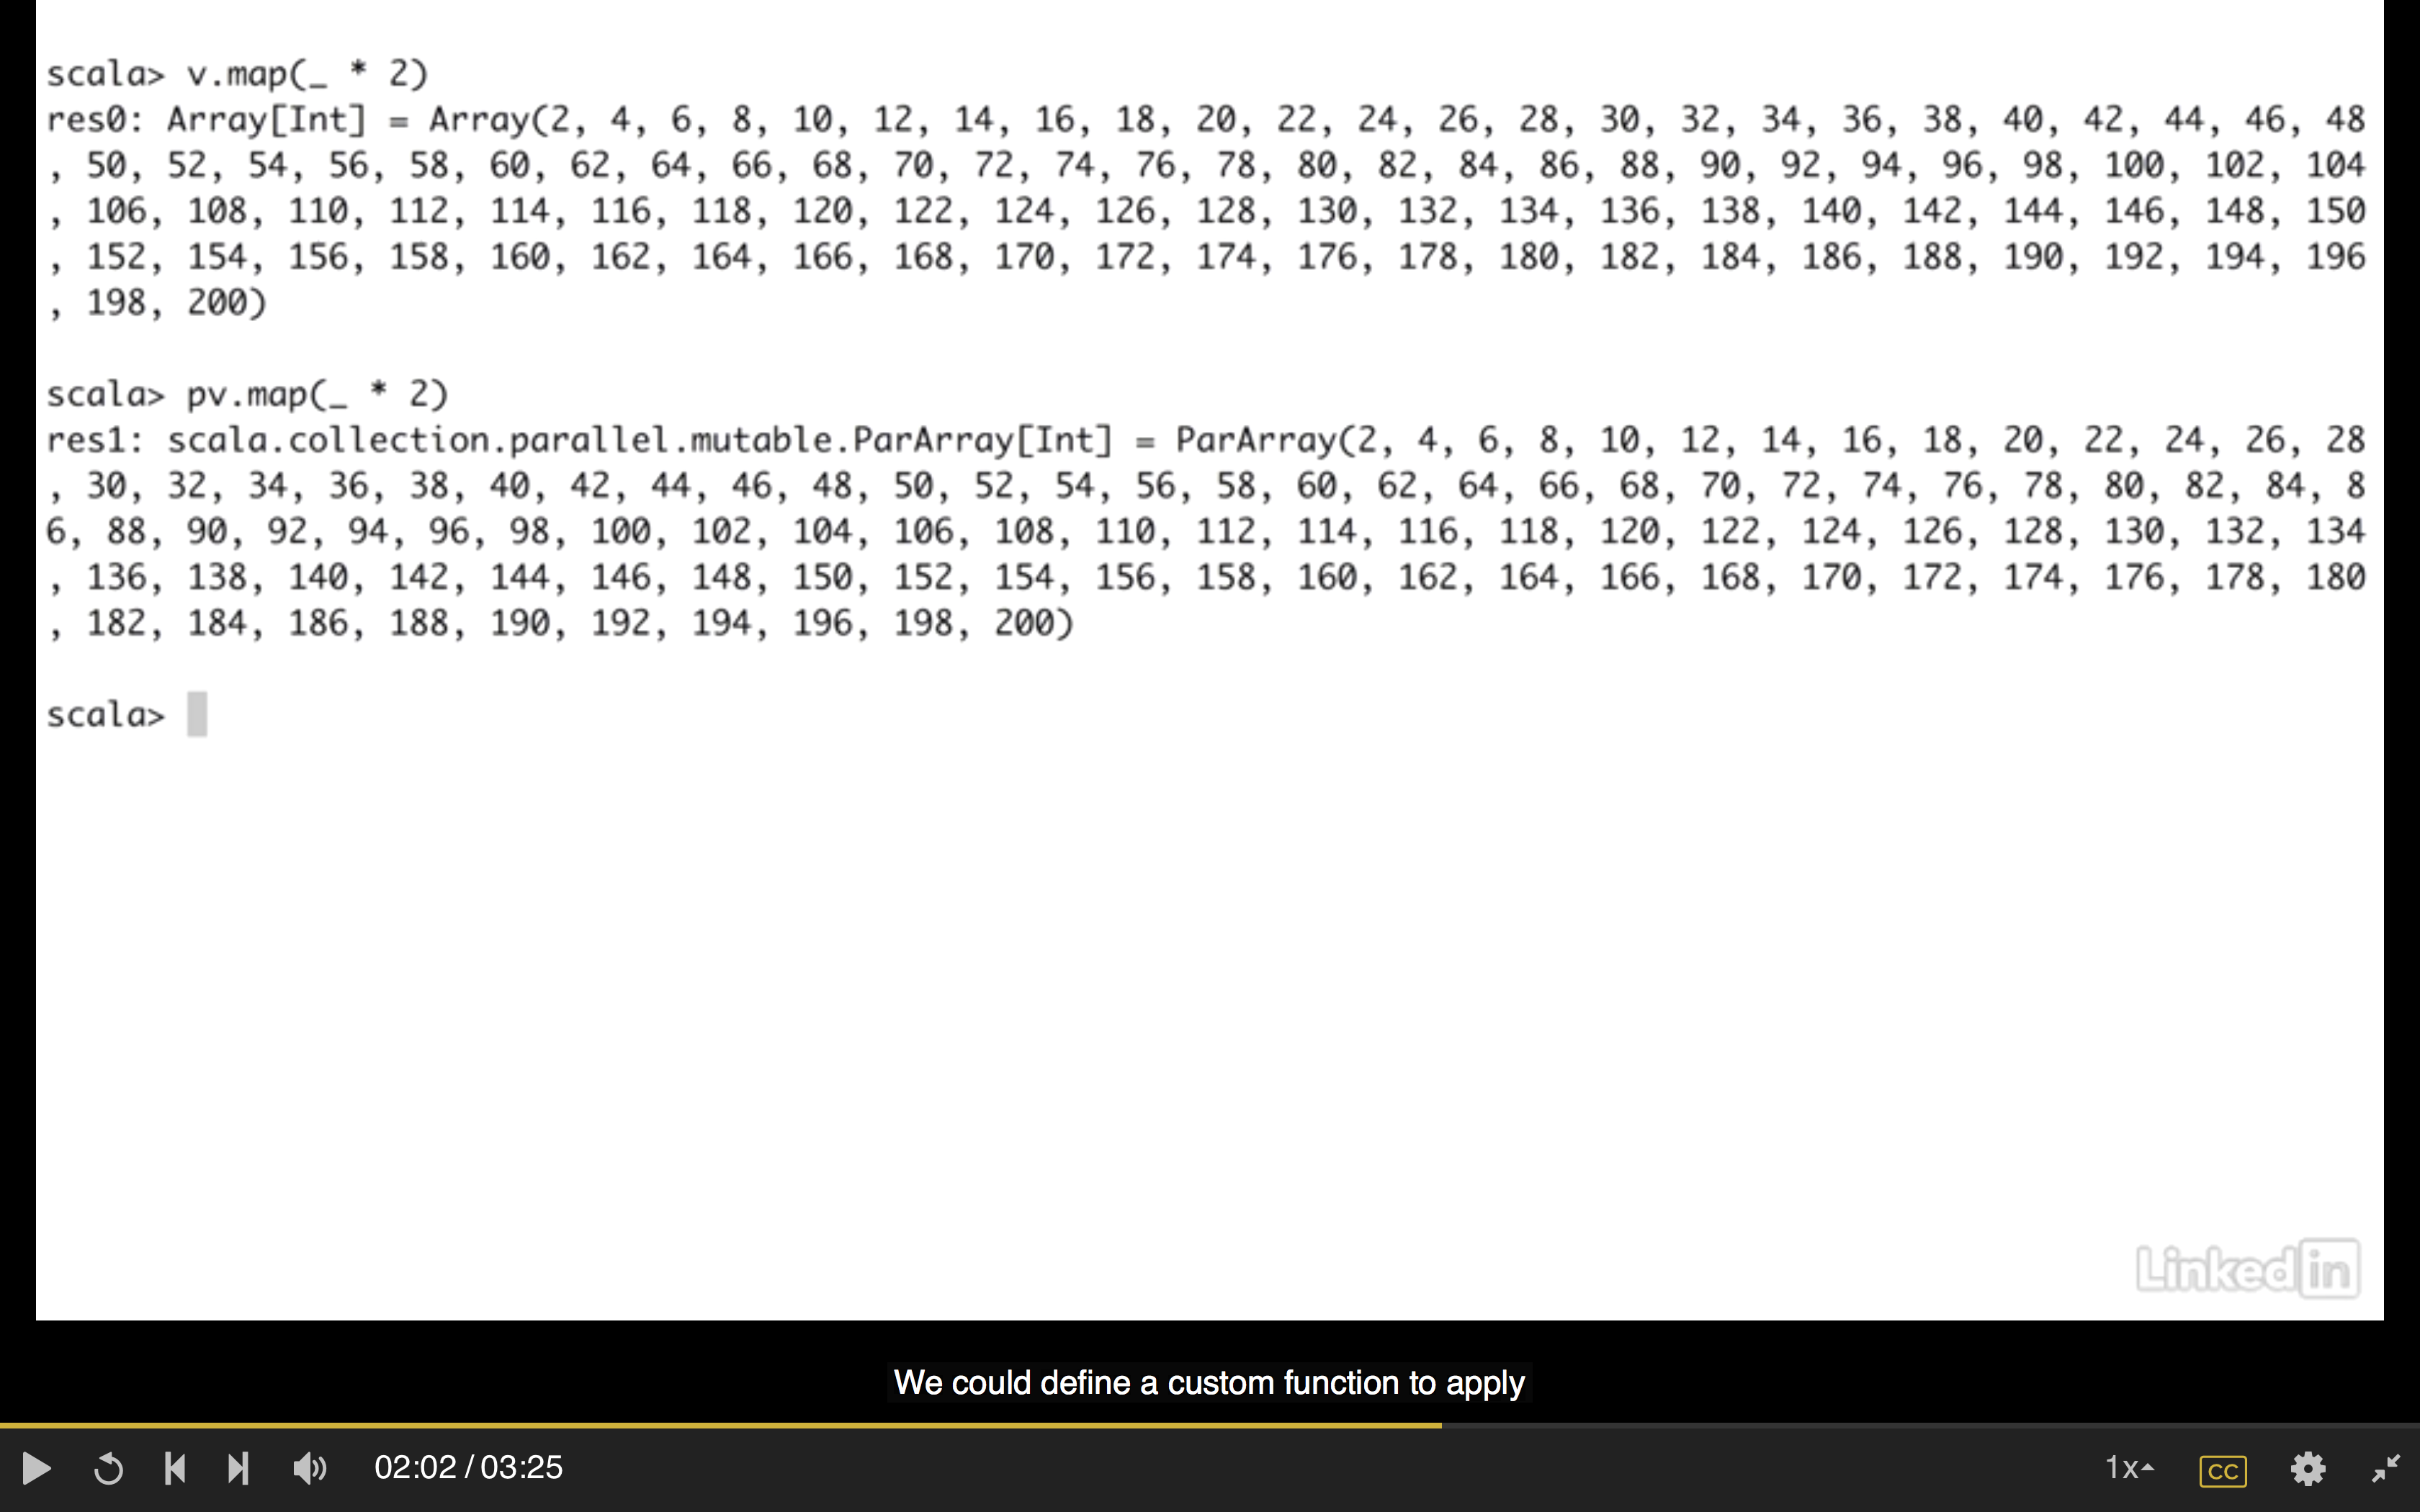 scala> v.map(_ * 2)
res0: Array[Int] = Array(2, 4, 6, 8, 10, 12, 14, 16, 18, 20, 22, 24, 26, 28, 30, 32, 34, 36, 38, 40, 42, 44, 46, 48
, 50, 52, 54, 56, 58, 60, 62, 64, 66, 68, 70, 72, 74, 76, 78, 80, 82, 84, 86, 88, 90, 92, 94, 96, 98, 100, 102, 104
, 106, 108, 110, 112, 114, 116, 118, 120, 122, 124, 126, 128, 130, 132, 134, 136, 138, 140, 142, 144, 146, 148, 150
, 152, 154, 156, 158, 160, 162, 164, 166, 168, 170, 172, 174, 176, 178, 180, 182, 184, 186, 188, 190, 192, 194, 196
, 198, 200)
scala> pv.map(_ * 2)
res1: scala.collection.parallel.mutable.ParArray[Int] = ParArray(2, 4, 6, 8, 10, 12, 14, 16, 18, 20, 22, 24, 26, 28
, 30, 32, 34, 36, 38, 40, 42, 44, 46, 48, 50, 52, 54, 56, 58, 60, 62, 64, 66, 68, 70, 72, 74, 76, 78, 80, 82, 84, 8
6, 88, 90, 92, 94, 96, 98, 100, 102, 104, 106, 108, 110, 112, 114, 116, 118, 120, 122, 124, 126, 128, 130, 132, 134
, 136, 138, 140, 142, 144, 146, 148, 150, 152, 154, 156, 158, 160, 162, 164, 166, 168, 170, 172, 174, 176, 178, 180
, 182, 184, 186, 188, 190, 192, 194, 196, 198, 200)
scala>
Linked in
We could define a custom function to apply
02:02 / 03:25
1x
CC